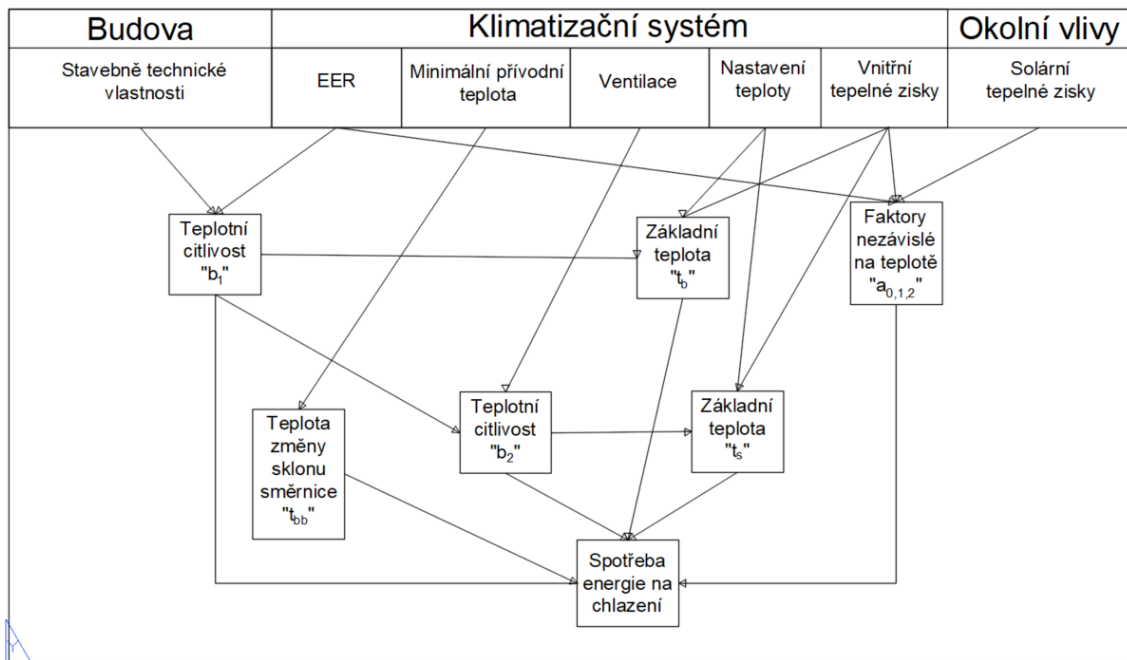 Budova
Klimatizační systém
Okolní vlivy
Stavebně technické
vlastnosti
EER
Minimální přívodní
teplota
Ventilace
Nastavení
teploty
Vnitřní
tepelné zisky
Solární
tepelné zisky
Teplotní
citlivost
"b₁"
Základní
teplota
"t_b"
Faktory
nezávislé
na teplotě
"a₀,₁,₂"
Teplota
změny
sklonu
směrnice
"t_bb"
Teplotní
citlivost
"b₂"
Základní
teplota
"tₛ"
Spotřeba
energie na
chlazení
Y